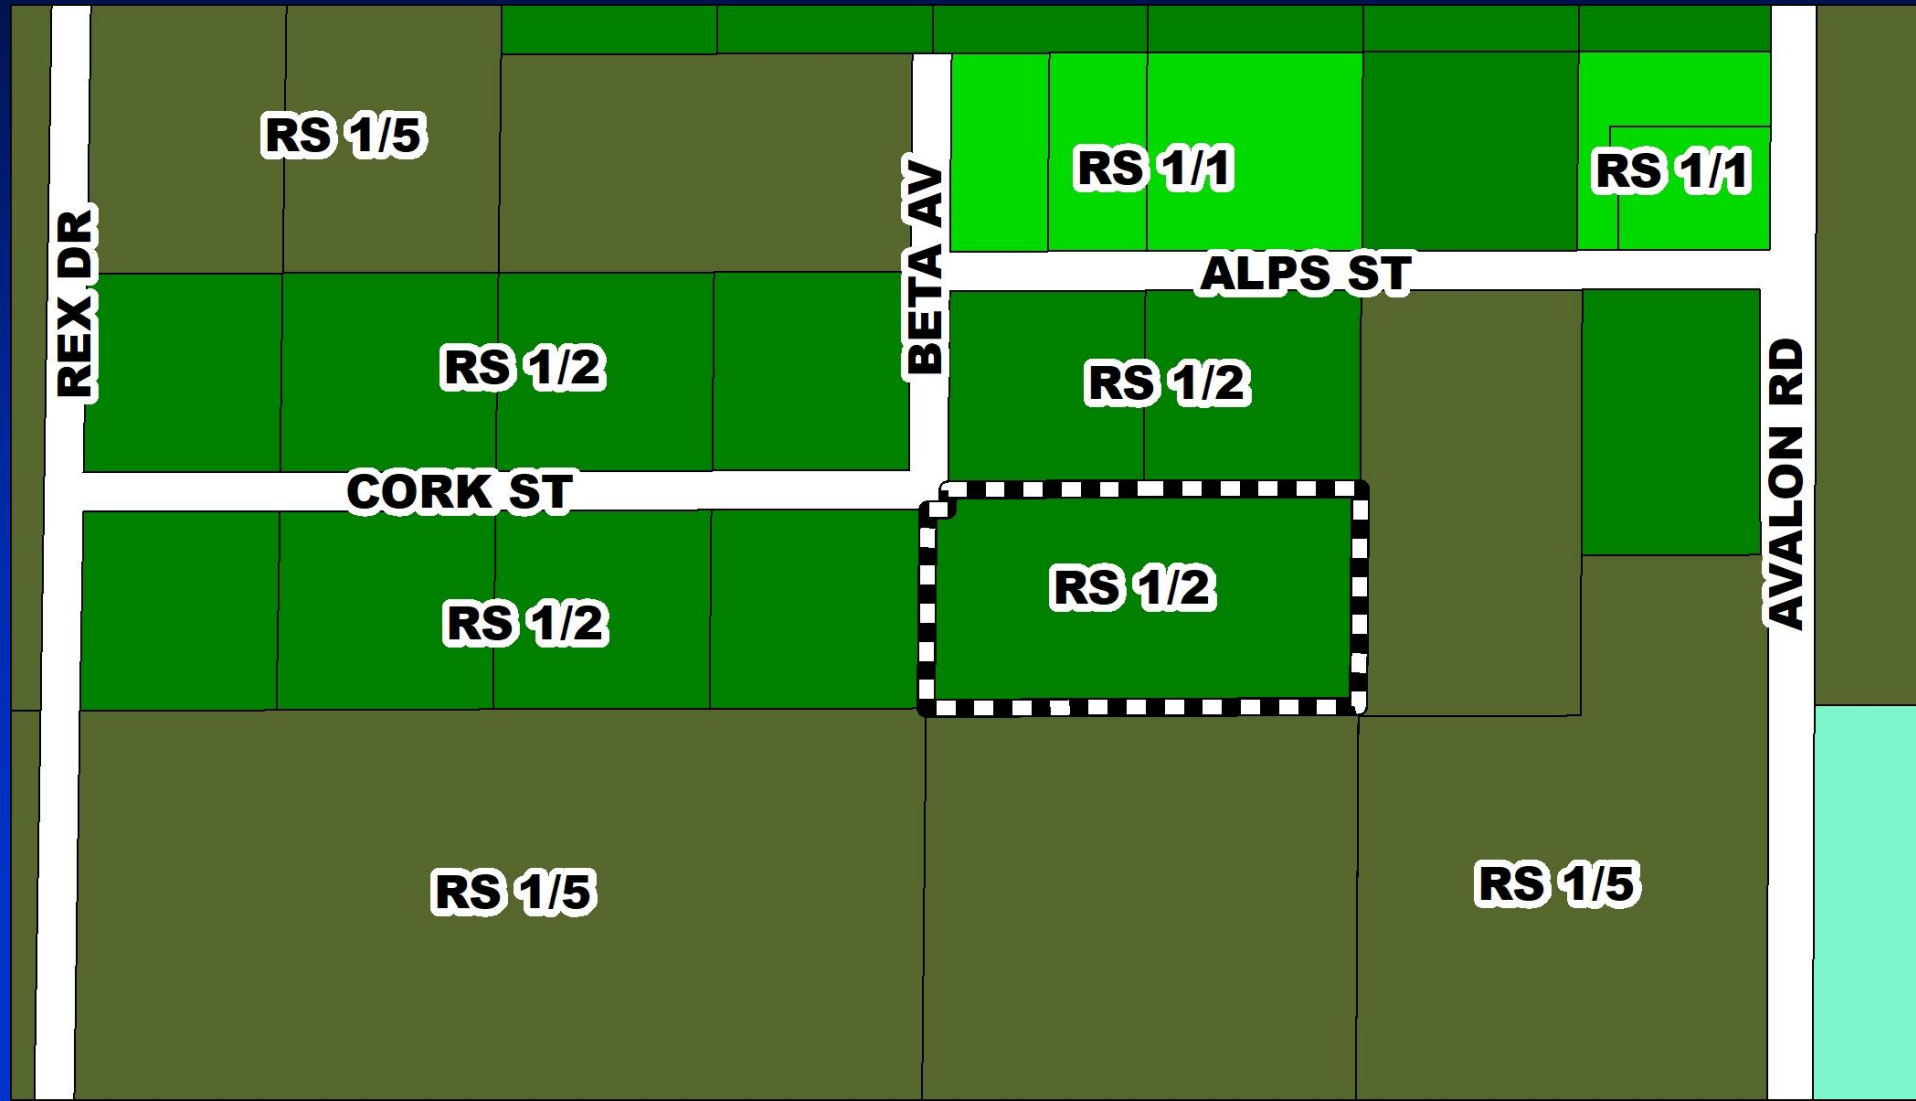 RS 1/5
RS 1/1
RS 1/1
REX DR
BETA AV
ALPS ST
RS 1/2
RS 1/2
AVALON RD
CORK ST
RS 1/2
RS 1/2
RS 1/5
RS 1/5